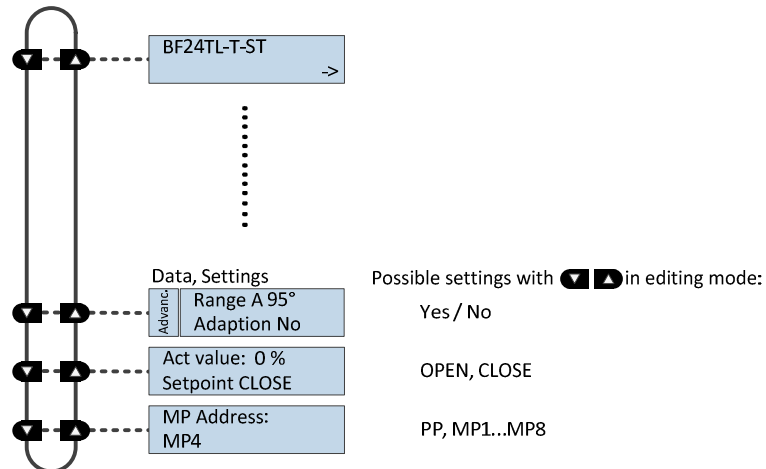 BF24TL-T-ST
->
Data, Settings
Possible settings with in editing mode:
Advanc.
Range A 95°
Adaption No
Yes / No
Act value: 0 %
Setpoint CLOSE
OPEN, CLOSE
MP Address:
MP4
PP, MP1...MP8